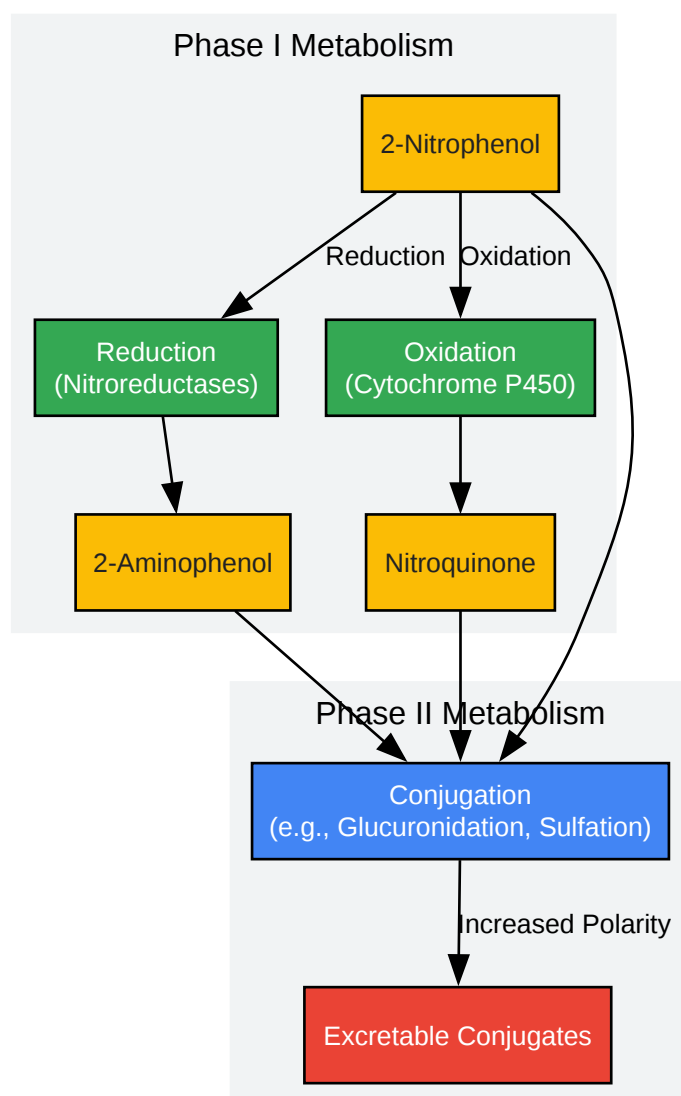 Phase I Metabolism
2-Nitrophenol
Reduction
Oxidation
Reduction
(Nitroreductases)
Oxidation
(Cytochrome P450)
2-Aminophenol
Nitroquinone
Phase II Metabolism
Conjugation
(e.g., Glucuronidation, Sulfation)
Increased Polarity
Excretable Conjugates